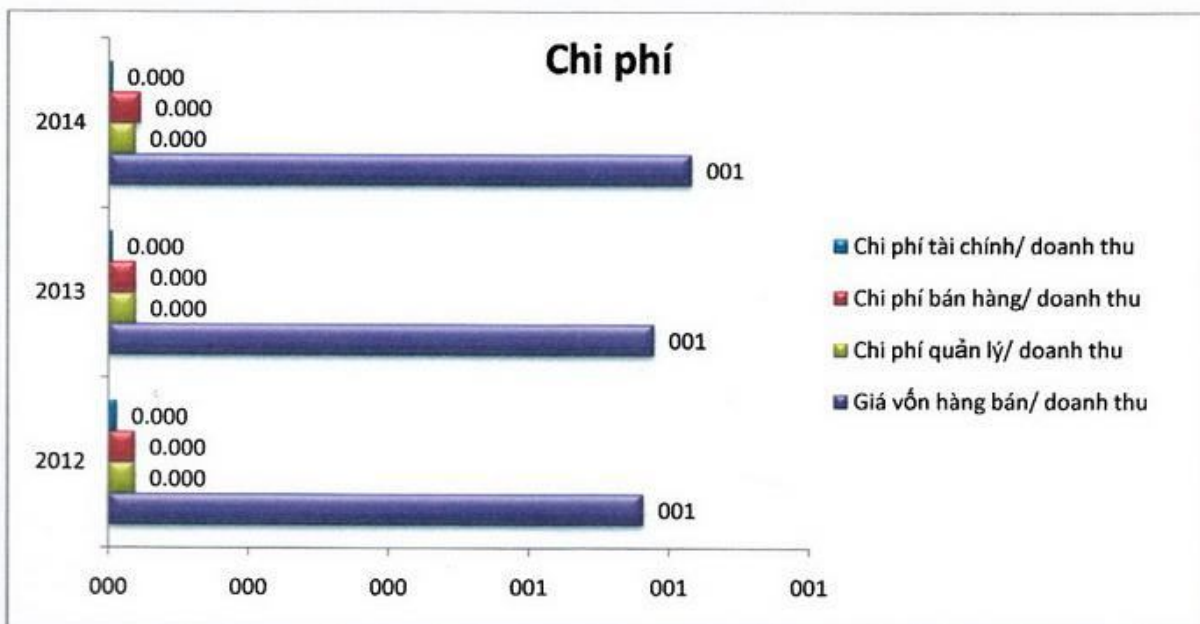 Chi phí
2014
0.000
0.000
0.000
001
2013
0.000
0.000
0.000
001
2012
0.000
0.000
0.000
001
000 000 000 001 001 001
Chi phí tài chính/ doanh thu
Chi phí bán hàng/ doanh thu
Chi phí quản lý/ doanh thu
Giá vốn hàng bán/ doanh thu